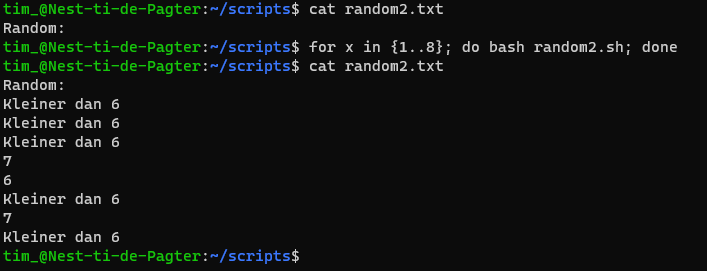 tim_@Nest-ti-de-Pagter:~/scripts$ cat random2.txt
Random:
tim_@Nest-ti-de-Pagter:~/scripts$ for x in {1..8}; do bash random2.sh; done
tim_@Nest-ti-de-Pagter:~/scripts$ cat random2.txt
Random:
Kleiner dan 6
Kleiner dan 6
Kleiner dan 6
7
6
Kleiner dan 6
7
Kleiner dan 6
tim_@Nest-ti-de-Pagter:~/scripts$